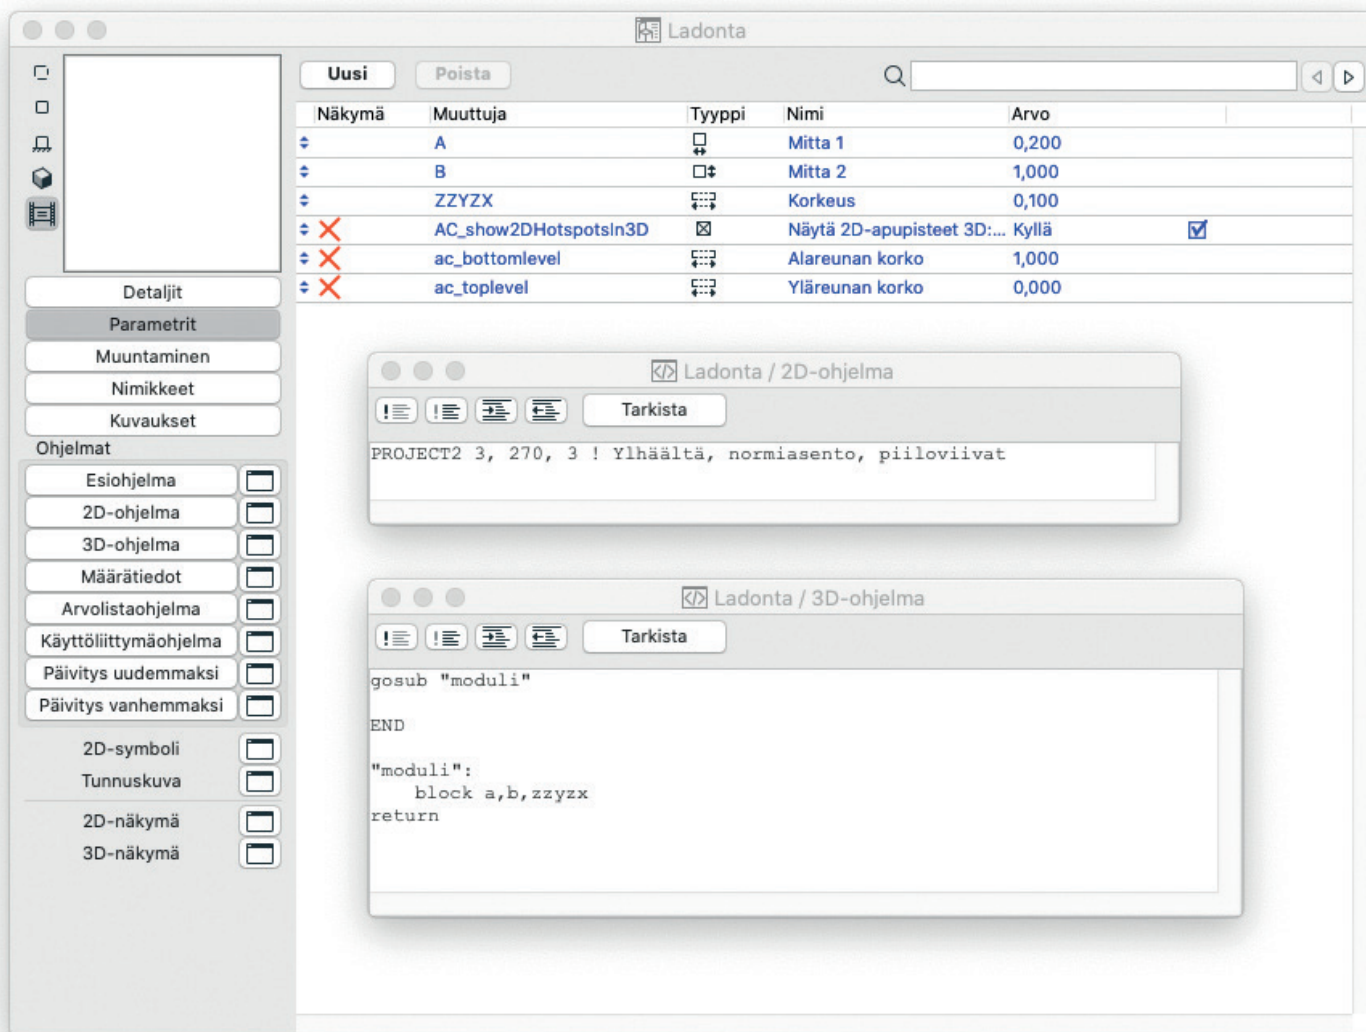 Ladonta
Uusi Poista
Näkymä Muuttuja Tyyppi Nimi Arvo
A Mitta 1 0,200
B Mitta 2 1,000
ZZYZX Korkeus 0,100
AC_show2DHotspotsIn3D Näytä 2D-apupisteet 3D:... Kyllä
ac_bottomlevel Alareunan korko 1,000
ac_toplevel Yläreunan korko 0,000
Detaljit
Parametrit
Muuntaminen
Nimikkeet
Kuvaukset
Ohjelmat
Esiohjelma
2D-ohjelma
3D-ohjelma
Määrätiedot
Arvolistaohjelma
Käyttöliittymäohjelma
Päivitys uudemmaksi
Päivitys vanhemmaksi
2D-symboli
Tunnuskuva
2D-näkymä
3D-näkymä
Ladonta / 2D-ohjelma
Tarkista
PROJECT2 3, 270, 3 ! Ylhäältä, normiasento, piiloviivat
Ladonta / 3D-ohjelma
Tarkista
gosub "moduli"
END
"moduli":
block a,b,zzyzx
return